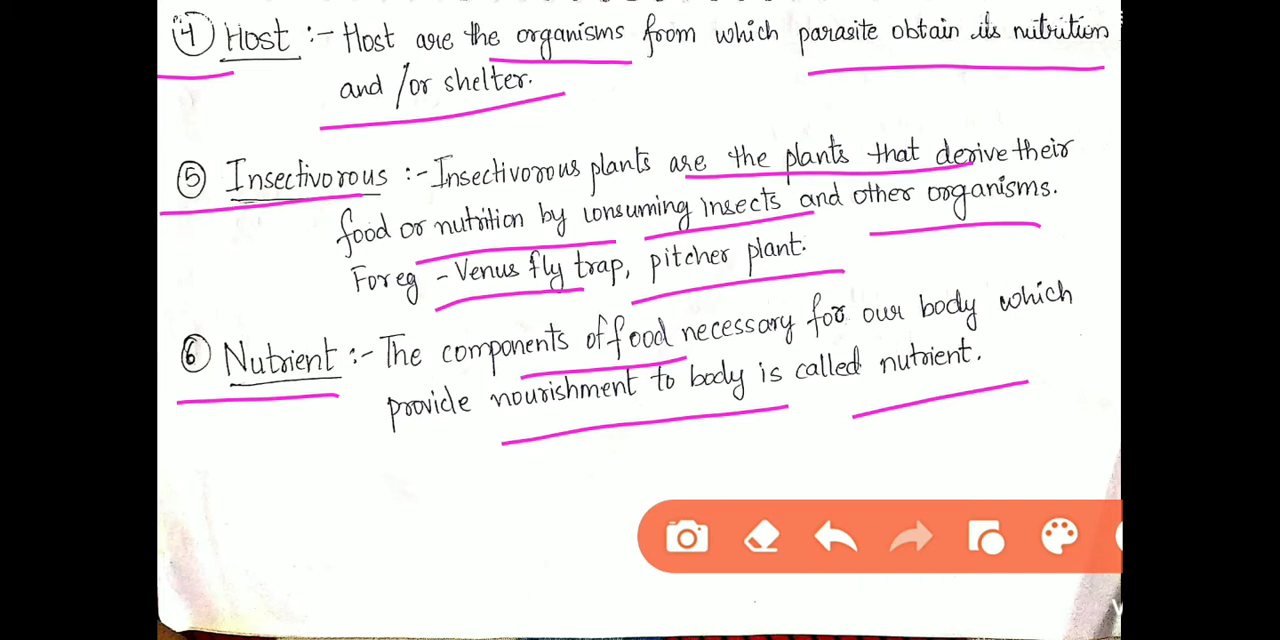 ④ Host :- Host are the organisms from which parasite obtain its nutrition
and /or shelter.
⑤ Insectivorous :- Insectivorous plants are the plants that derive their
food or nutrition by consuming insects and other organisms.
For eg - Venus fly trap, pitcher plant.
⑥ Nutrient :- The components of food necessary for our body which
provide nourishment to body is called nutrient.